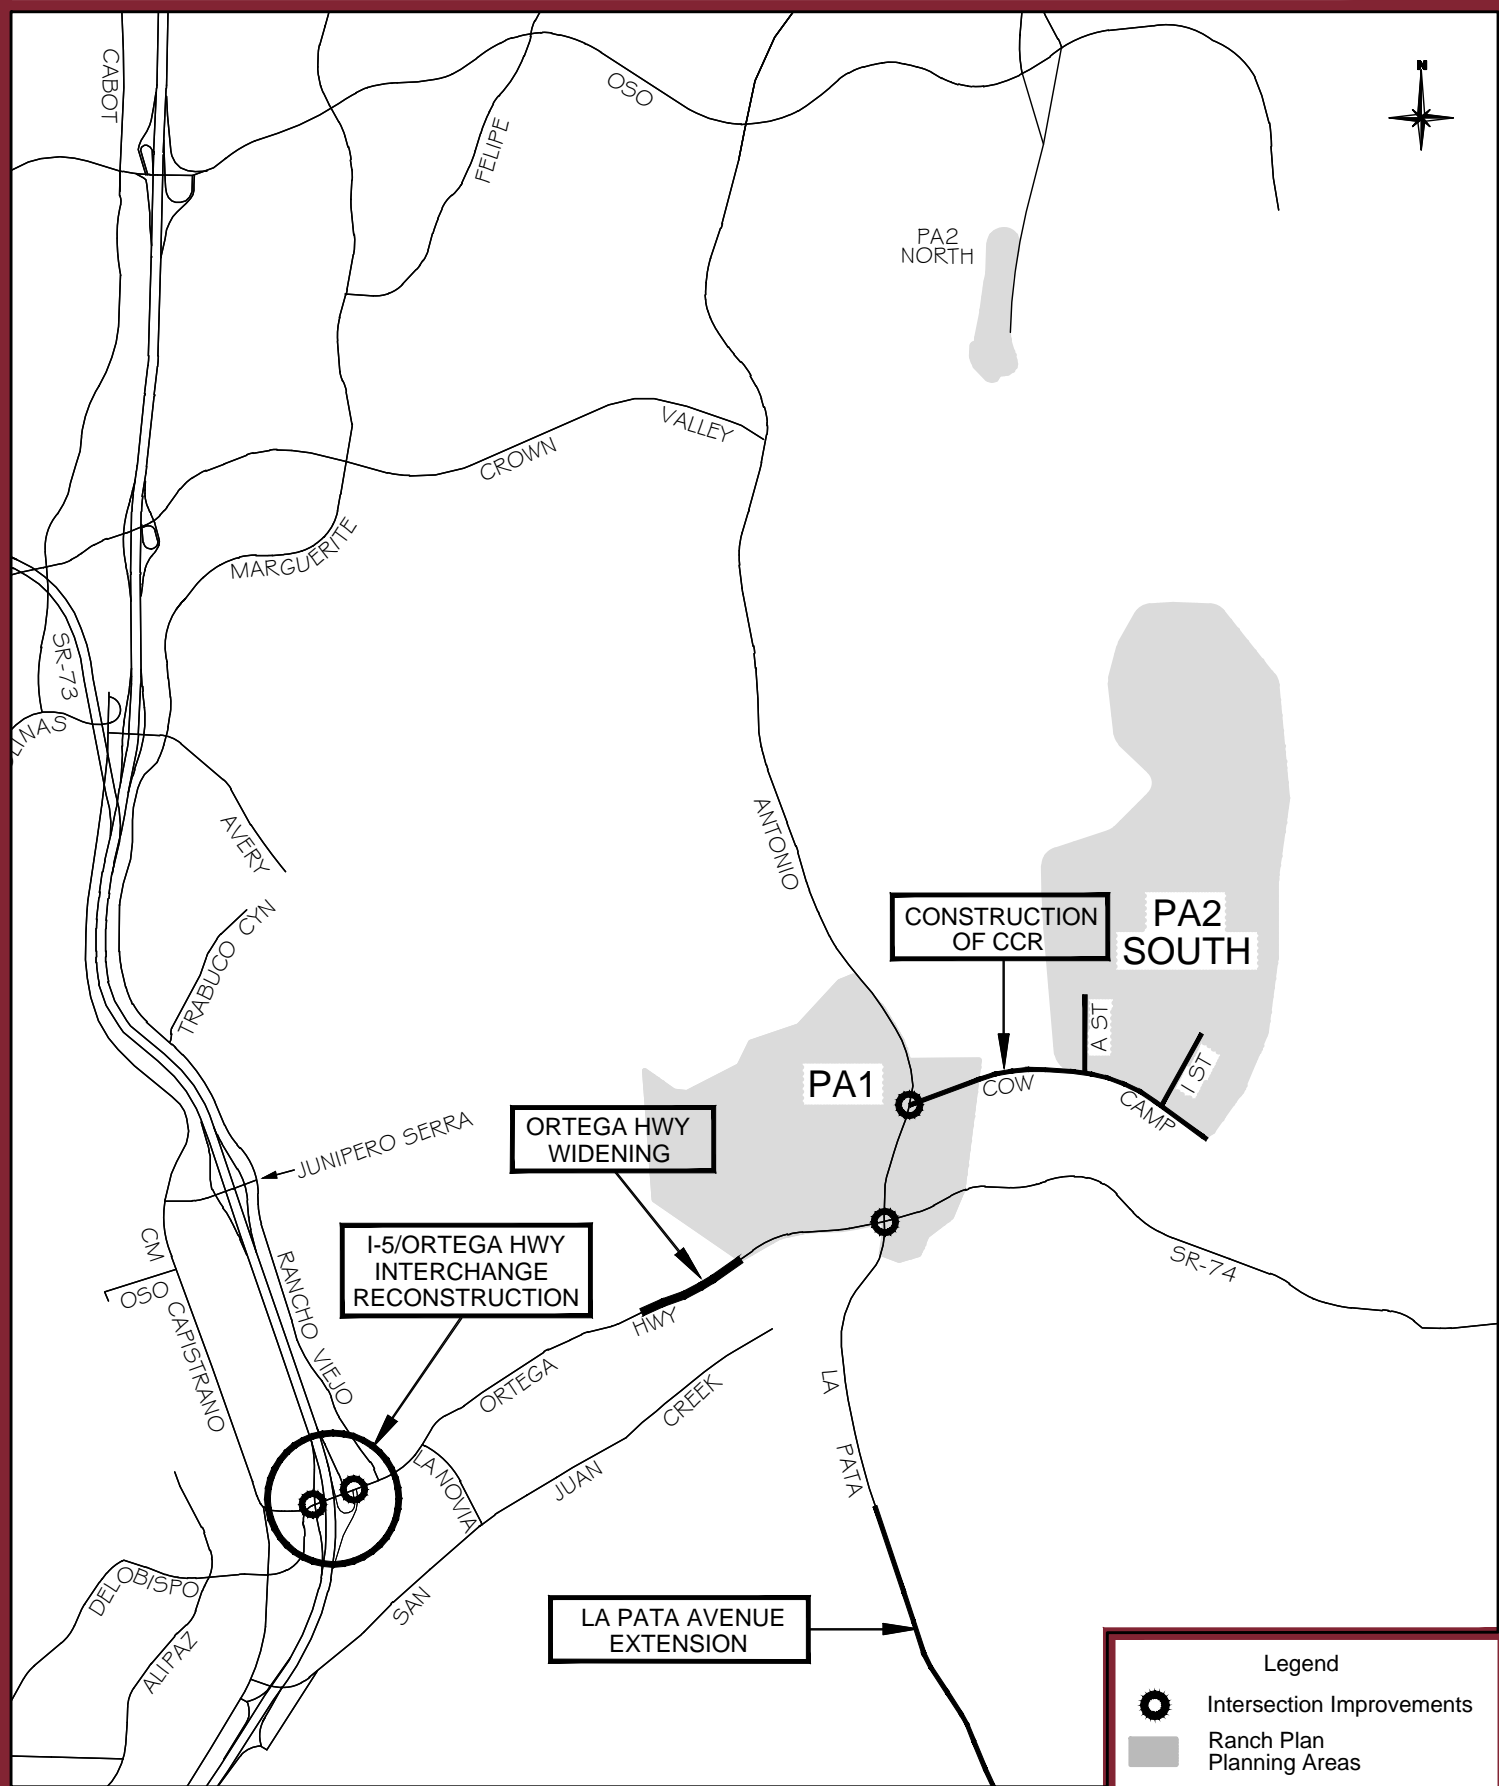 CABOT
OSO
N
FELIPE
PA2
NORTH
VALLEY
CROWN
MARGUERITE
SR-73
LINAS
ANTONIO
AVERY
CONSTRUCTION
OF CCR
PA2
SOUTH
TRABUCO CYN
A ST
I ST
PA1
COW
CAMP
ORTEGA HWY
WIDENING
JUNIPERO SERRA
CM
OSO
CAPISTRANO
RANCHO VIEJO
I-5/ORTEGA HWY
INTERCHANGE
RECONSTRUCTION
SR-74
HWY
ORTEGA
LA
PATA
CREEK
JUAN
SAN
LA NOVIA
DEL OBISPO
ALIPAZ
LA PATA AVENUE
EXTENSION
Legend
Intersection Improvements
Ranch Plan
Planning Areas